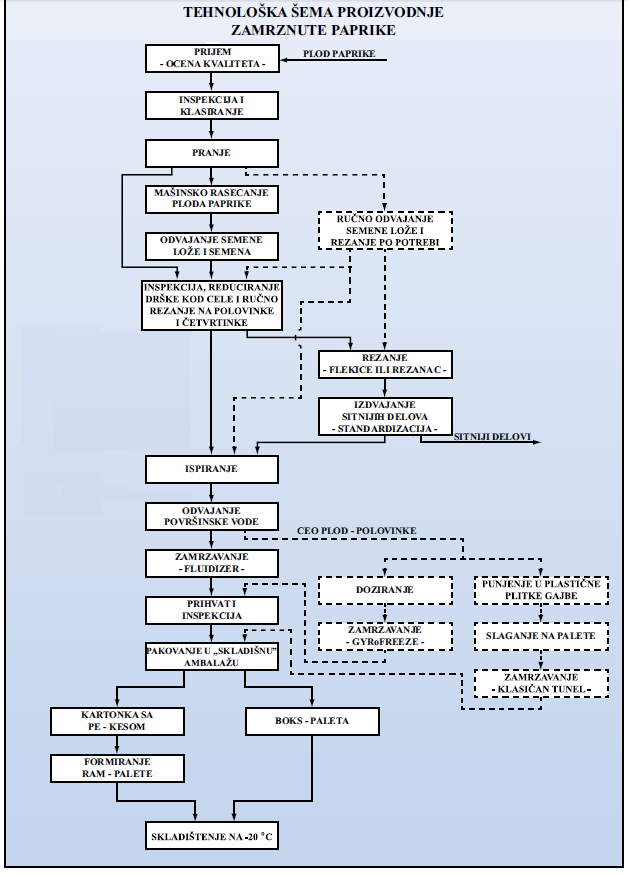 TEHNOLOŠKA ŠEMA PROIZVODNJE
ZAMRZNUTE PAPRIKE
PRIJEM
- OCENA KVALITETA -
PLOD PAPRIKE
INSPEKCIJA I
KLASIRANJE
PRANJE
MAŠINSKO RASECANJE
PLODA PAPRIKE
RUČNO ODVAJANJE
SEMENE LOŽE I
REZANJE PO POTREBI
ODVAJANJE SEMENE
LOŽE I SEMENA
INSPEKCIJA, REDUCIRANJE
DRŠKE KOD CELE I RUČNO
REZANJE NA POLOVINKE
I ČETVRTINKE
REZANJE
- FLEKICE ILI REZANAC -
IZDVAJANJE
SITNIJIH DELOVA
- STANDARDIZACIJA -
SITNIJI DELOVI
ISPIRANJE
ODVAJANJE
POVRŠINSKE VODE
CEO PLOD - POLOVINKE
ZAMRZAVANJE
- FLUIDIZER -
DOZIRANJE
PUNJENJE U PLASTIČNE
PLITKE GAJBE
PRIHVAT I
INSPEKCIJA
ZAMRZAVANJE
- GYRoFREEZE -
SLAGANJE NA PALETE
PAKOVANJE U „SKLADIŠNU”
AMBALAŽU
ZAMRZAVANJE
- KLASIČAN TUNEL -
KARTONKA SA
PE - KESOM
BOKS - PALETA
FORMIRANJE
RAM - PALETE
SKLADIŠTENJE NA -20 °C